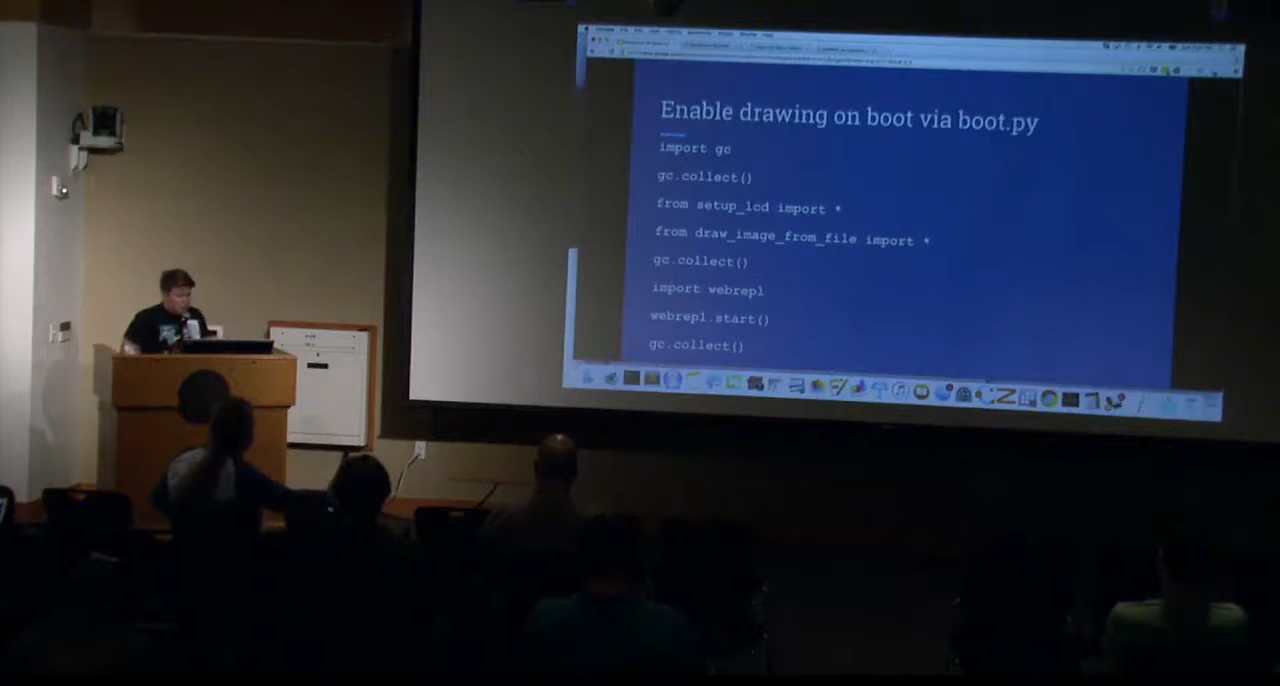 Enable drawing on boot via boot.py
import gc
gc.collect()
from setup_lcd import *
from draw_image_from_file import *
gc.collect()
import webrepl
webrepl.start()
gc.collect()